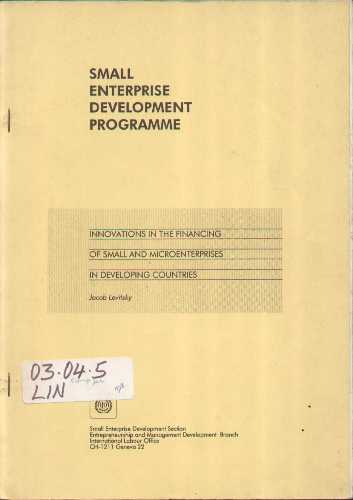 SMALL
ENTERPRISE
DEVELOPMENT
PROGRAMME
INNOVATIONS IN THE FINANCING
OF SMALL AND MICROENTERPRISES
IN DEVELOPING COUNTRIES
Jacob Levitsky
03.04.5
LIN
Small Enterprise Development Section
Entrepreneurship and Management Development Branch
International Labour Office
CH-1211 Geneva 22